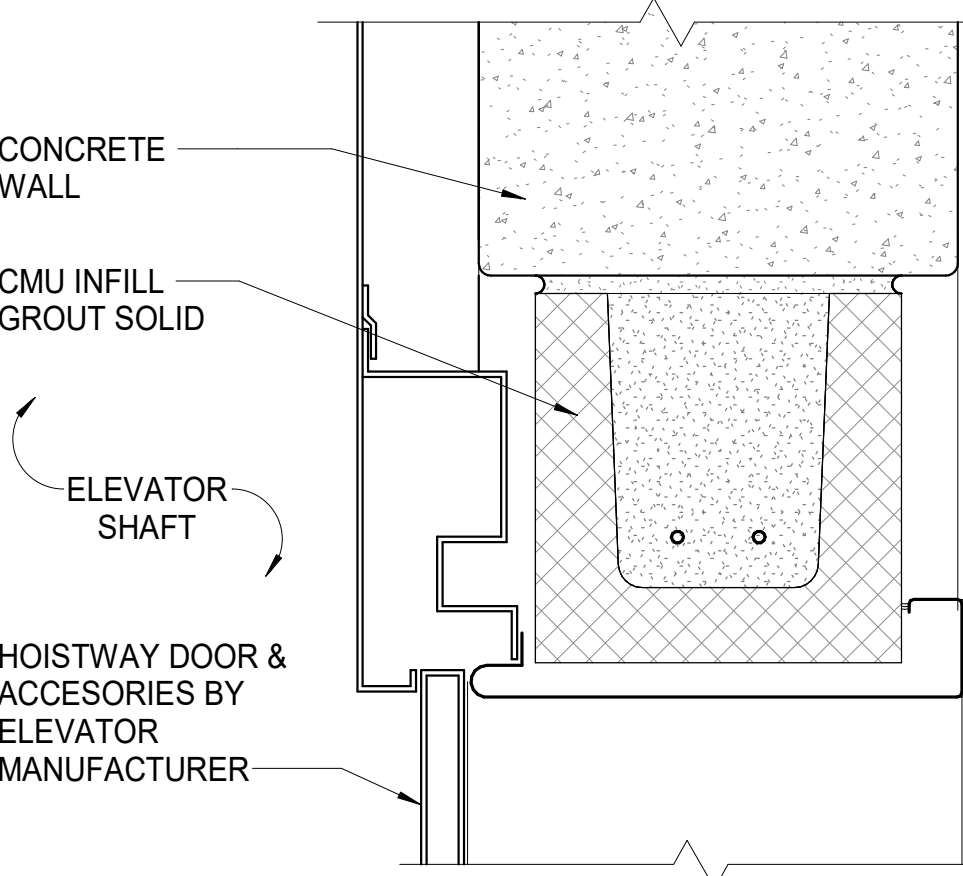 CONCRETE
WALL
CMU INFILL
GROUT SOLID
ELEVATOR
SHAFT
HOISTWAY DOOR &
ACCESORIES BY
ELEVATOR
MANUFACTURER